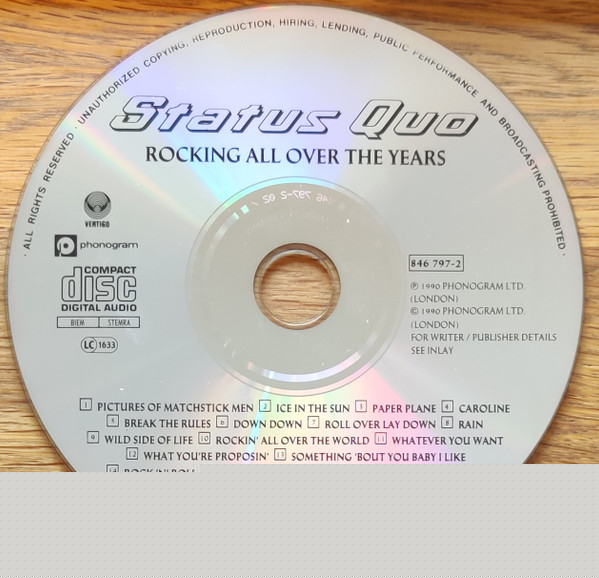 · ALL RIGHTS RESERVED · UNAUTHORIZED COPYING, REPRODUCTION, HIRING, LENDING, PUBLIC PERFORMANCE AND BROADCASTING PROHIBITED ·
Status Quo
ROCKING ALL OVER THE YEARS
VERTIGO
phonogram
COMPACT
disc
DIGITAL AUDIO
BIEM STEMRA
LC 1633
846 797-2
℗ 1990 PHONOGRAM LTD.
(LONDON)
© 1990 PHONOGRAM LTD.
(LONDON)
FOR WRITER / PUBLISHER DETAILS
SEE INLAY
1 PICTURES OF MATCHSTICK MEN 2 ICE IN THE SUN 3 PAPER PLANE 4 CAROLINE
5 BREAK THE RULES 6 DOWN DOWN 7 ROLL OVER LAY DOWN 8 RAIN
9 WILD SIDE OF LIFE 10 ROCKIN' ALL OVER THE WORLD 11 WHATEVER YOU WANT
12 WHAT YOU'RE PROPOSIN' 13 SOMETHING 'BOUT YOU BABY I LIKE